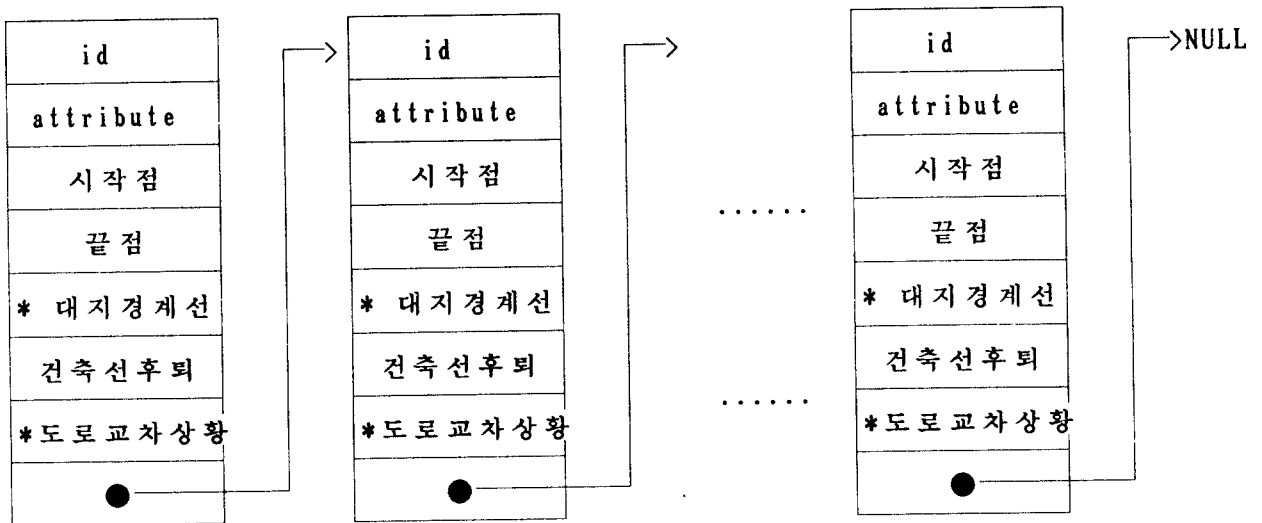 id
attribute
시작점
끝점
* 대지경계선
건축선후퇴
*도로교차상황
id
attribute
시작점
끝점
* 대지경계선
건축선후퇴
*도로교차상황
......
......
id
attribute
시작점
끝점
* 대지경계선
건축선후퇴
*도로교차상황
NULL